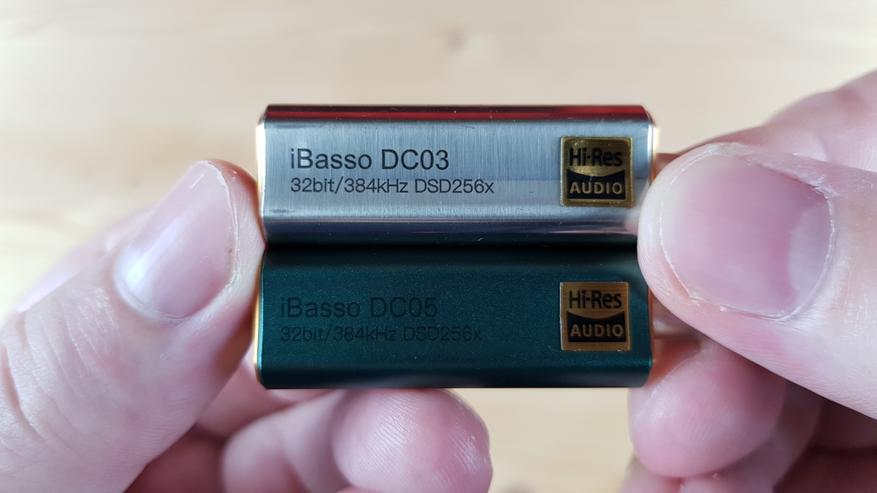 iBasso DC03
32bit/384kHz DSD256x
Hi-Res
AUDIO
iBasso DC05
32bit/384kHz DSD256x
Hi-Res
AUDIO